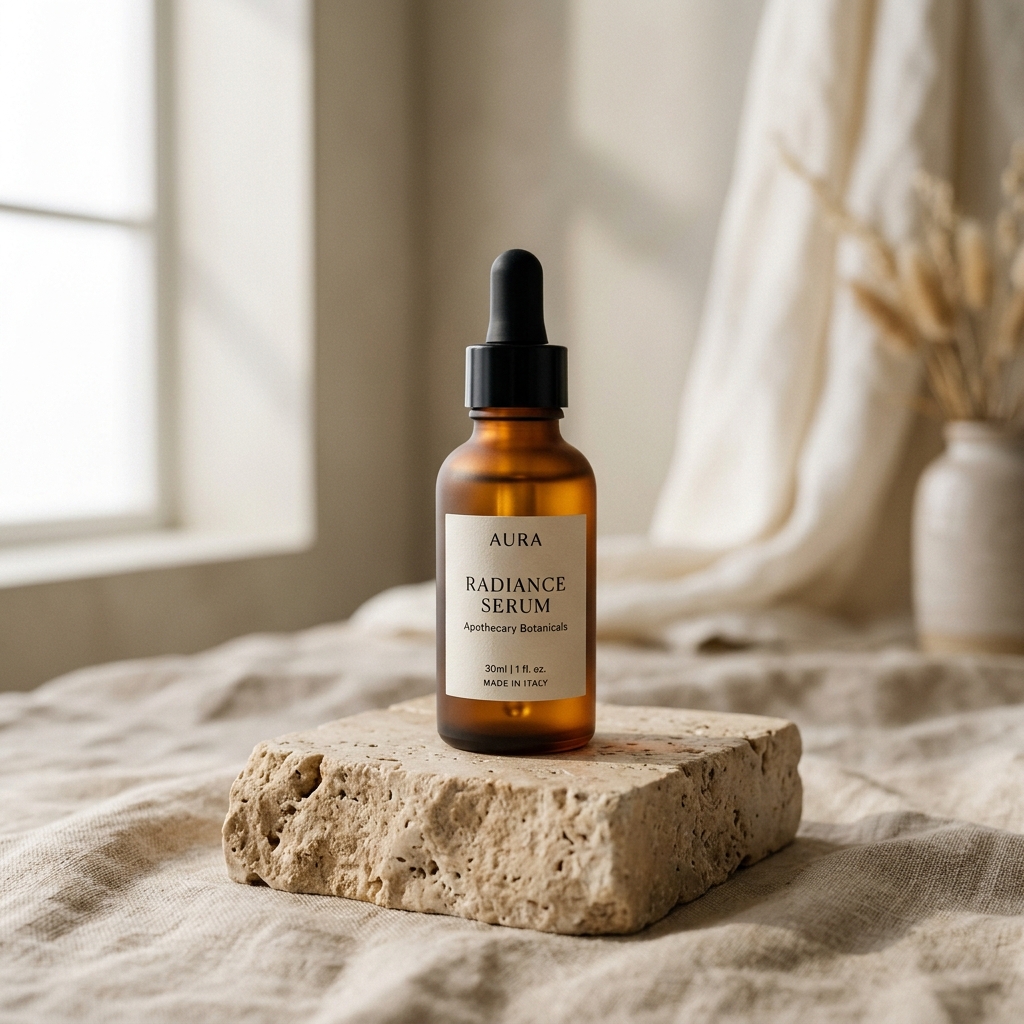 AURA
RADIANCE
SERUM
Apothecary Botanicals
30ml | 1 fl. oz.
MADE IN ITALY